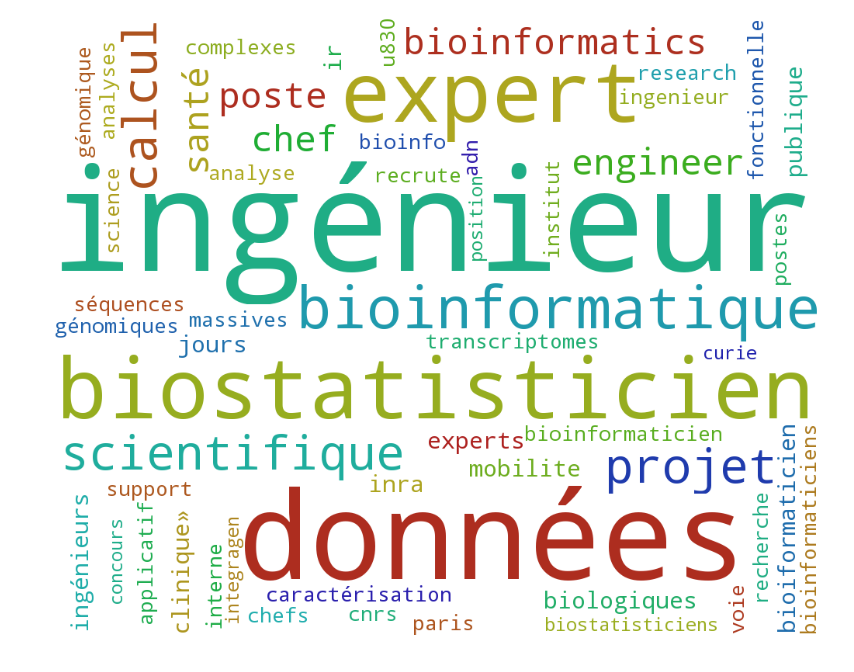 complexes
ir
u830
bioinformatics
fonctionnelle
génomique
analyses
calcul
santé
poste
expert
research
ingenieur
publique
chef
bioinfo
adn
engineer
science
analyse
recrute
position
institut
postes
ingénieur
séquences
génomiques
massives
bioinformatique
jours
transcriptomes
curie
biostatisticien
scientifique
experts
bioinformaticien
mobilite
projet
support
inra
données
ingénieurs
concours
applicatif
clinique»
interne
integragen
recherche
bioiformaticien
bioinformaticiens
caractérisation
chefs
cnrs
paris
biologiques
biostatisticiens
voie